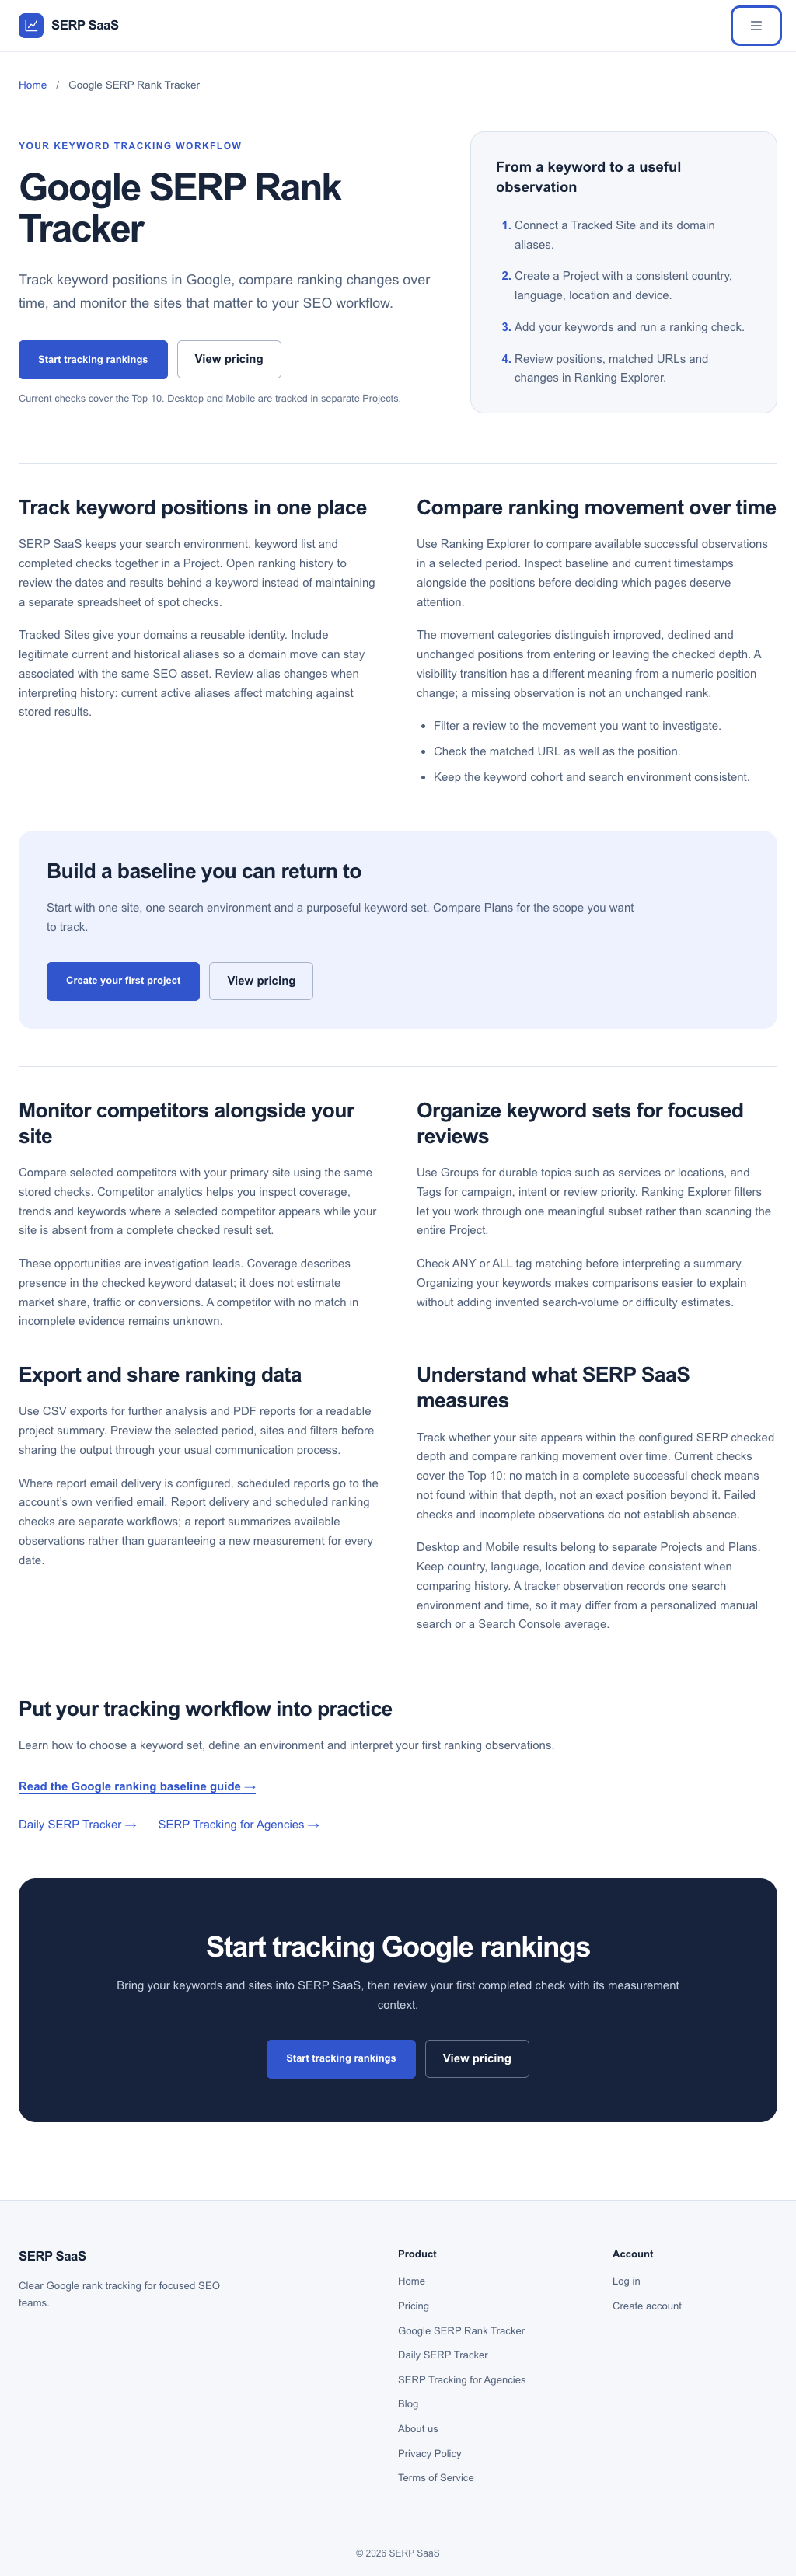 SERP SaaS
Home / Google SERP Rank Tracker
YOUR KEYWORD TRACKING WORKFLOW
Google SERP Rank
Tracker
Track keyword positions in Google, compare ranking changes over
time, and monitor the sites that matter to your SEO workflow.
Start tracking rankings
View pricing
Current checks cover the Top 10. Desktop and Mobile are tracked in separate Projects.
From a keyword to a useful
observation
1. Connect a Tracked Site and its domain
aliases.
2. Create a Project with a consistent country,
language, location and device.
3. Add your keywords and run a ranking check.
4. Review positions, matched URLs and
changes in Ranking Explorer.
Track keyword positions in one place
SERP SaaS keeps your search environment, keyword list and
completed checks together in a Project. Open ranking history to
review the dates and results behind a keyword instead of maintaining
a separate spreadsheet of spot checks.
Tracked Sites give your domains a reusable identity. Include
legitimate current and historical aliases so a domain move can stay
associated with the same SEO asset. Review alias changes when
interpreting history: current active aliases affect matching against
stored results.
Compare ranking movement over time
Use Ranking Explorer to compare available successful observations
in a selected period. Inspect baseline and current timestamps
alongside the positions before deciding which pages deserve
attention.
The movement categories distinguish improved, declined and
unchanged positions from entering or leaving the checked depth. A
visibility transition has a different meaning from a numeric position
change; a missing observation is not an unchanged rank.
• Filter a review to the movement you want to investigate.
• Check the matched URL as well as the position.
• Keep the keyword cohort and search environment consistent.
Build a baseline you can return to
Start with one site, one search environment and a purposeful keyword set. Compare Plans for the scope you want
to track.
Create your first project
View pricing
Monitor competitors alongside your
site
Compare selected competitors with your primary site using the same
stored checks. Competitor analytics helps you inspect coverage,
trends and keywords where a selected competitor appears while your
site is absent from a complete checked result set.
These opportunities are investigation leads. Coverage describes
presence in the checked keyword dataset; it does not estimate
market share, traffic or conversions. A competitor with no match in
incomplete evidence remains unknown.
Organize keyword sets for focused
reviews
Use Groups for durable topics such as services or locations, and
Tags for campaign, intent or review priority. Ranking Explorer filters
let you work through one meaningful subset rather than scanning the
entire Project.
Check ANY or ALL tag matching before interpreting a summary.
Organizing your keywords makes comparisons easier to explain
without adding invented search-volume or difficulty estimates.
Export and share ranking data
Use CSV exports for further analysis and PDF reports for a readable
project summary. Preview the selected period, sites and filters before
sharing the output through your usual communication process.
Where report email delivery is configured, scheduled reports go to the
account's own verified email. Report delivery and scheduled ranking
checks are separate workflows; a report summarizes available
observations rather than guaranteeing a new measurement for every
date.
Understand what SERP SaaS
measures
Track whether your site appears within the configured SERP checked
depth and compare ranking movement over time. Current checks
cover the Top 10: no match in a complete successful check means
not found within that depth, not an exact position beyond it. Failed
checks and incomplete observations do not establish absence.
Desktop and Mobile results belong to separate Projects and Plans.
Keep country, language, location and device consistent when
comparing history. A tracker observation records one search
environment and time, so it may differ from a personalized manual
search or a Search Console average.
Put your tracking workflow into practice
Learn how to choose a keyword set, define an environment and interpret your first ranking observations.
Read the Google ranking baseline guide →
Daily SERP Tracker → SERP Tracking for Agencies →
Start tracking Google rankings
Bring your keywords and sites into SERP SaaS, then review your first completed check with its measurement
context.
Start tracking rankings
View pricing
SERP SaaS
Clear Google rank tracking for focused SEO
teams.
Product
Home
Pricing
Google SERP Rank Tracker
Daily SERP Tracker
SERP Tracking for Agencies
Blog
About us
Privacy Policy
Terms of Service
Account
Log in
Create account
© 2026 SERP SaaS